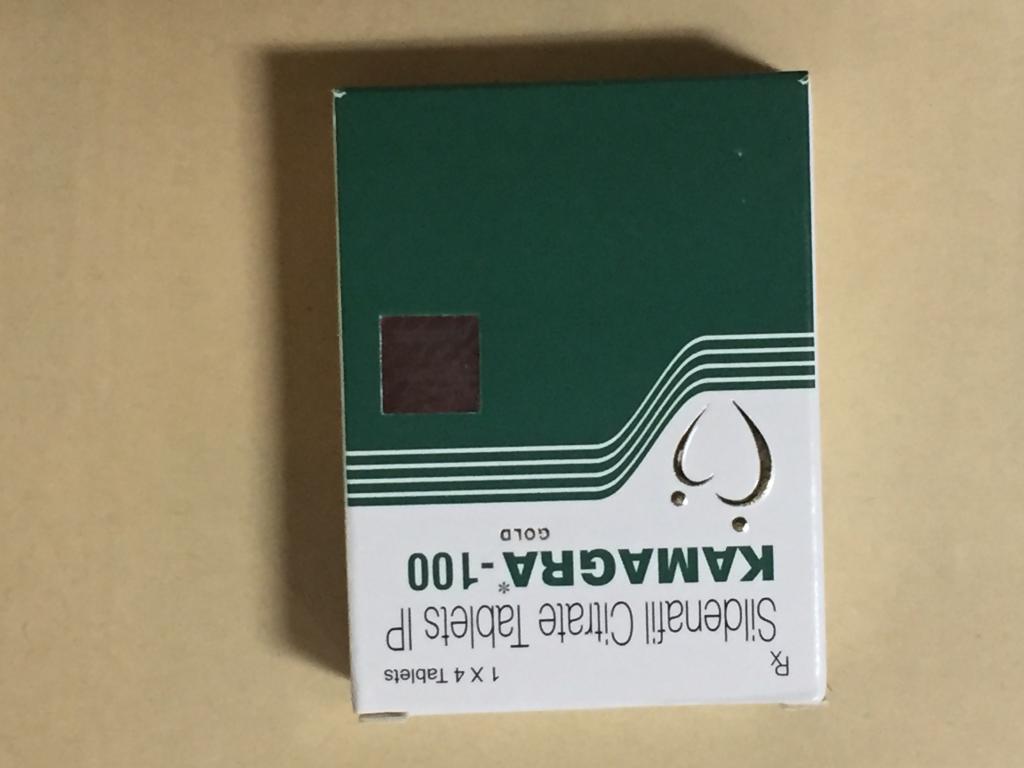 1 X 4 Tablets
Rx
Sildenafil Citrate Tablets IP
KAMAGRA*-100
GOLD